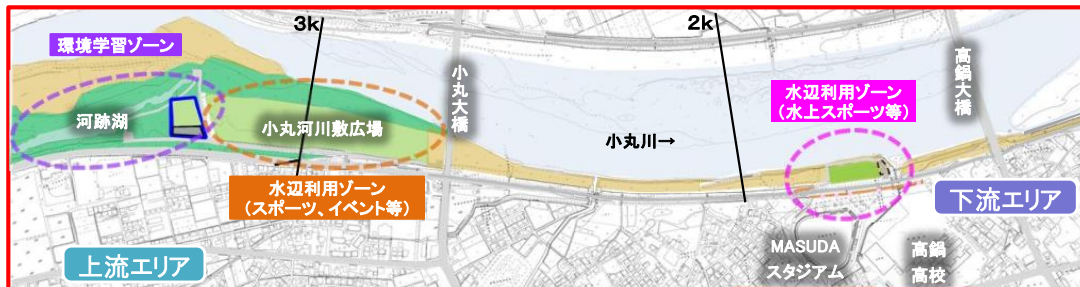 環境学習ゾーン
河跡湖
3k
小丸河川敷広場
水辺利用ゾーン
(スポーツ、イベント等)
上流エリア
小丸大橋
小丸川→
2k
水辺利用ゾーン
(水上スポーツ等)
高鍋大橋
下流エリア
MASUDA
スタジアム
高鍋
高校